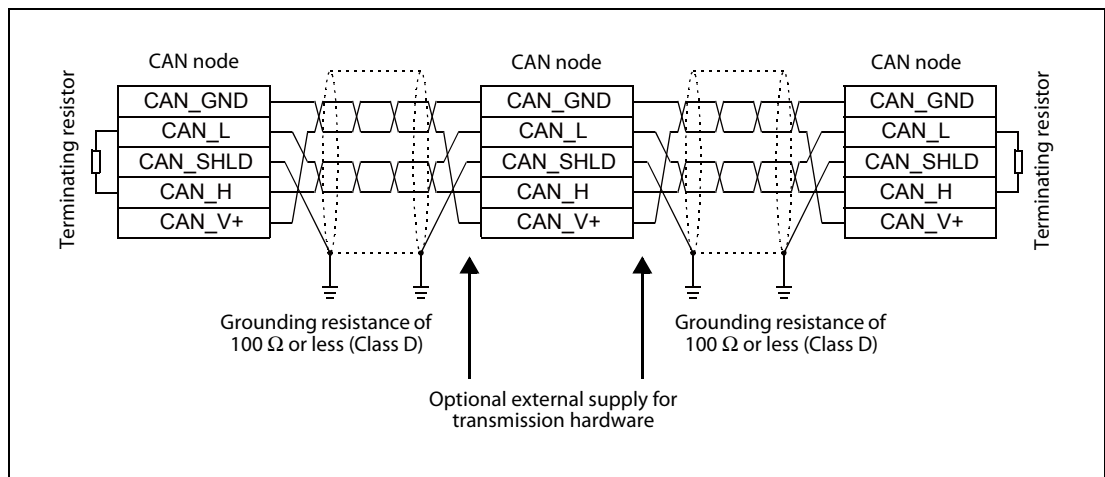 CAN node
CAN node
CAN node
Terminating resistor
CAN_GND
CAN_L
CAN_SHLD
CAN_H
CAN_V+
CAN_GND
CAN_L
CAN_SHLD
CAN_H
CAN_V+
CAN_GND
CAN_L
CAN_SHLD
CAN_H
CAN_V+
Terminating resistor
Grounding resistance of
100 Ω or less (Class D)
Grounding resistance of
100 Ω or less (Class D)
Optional external supply for
transmission hardware